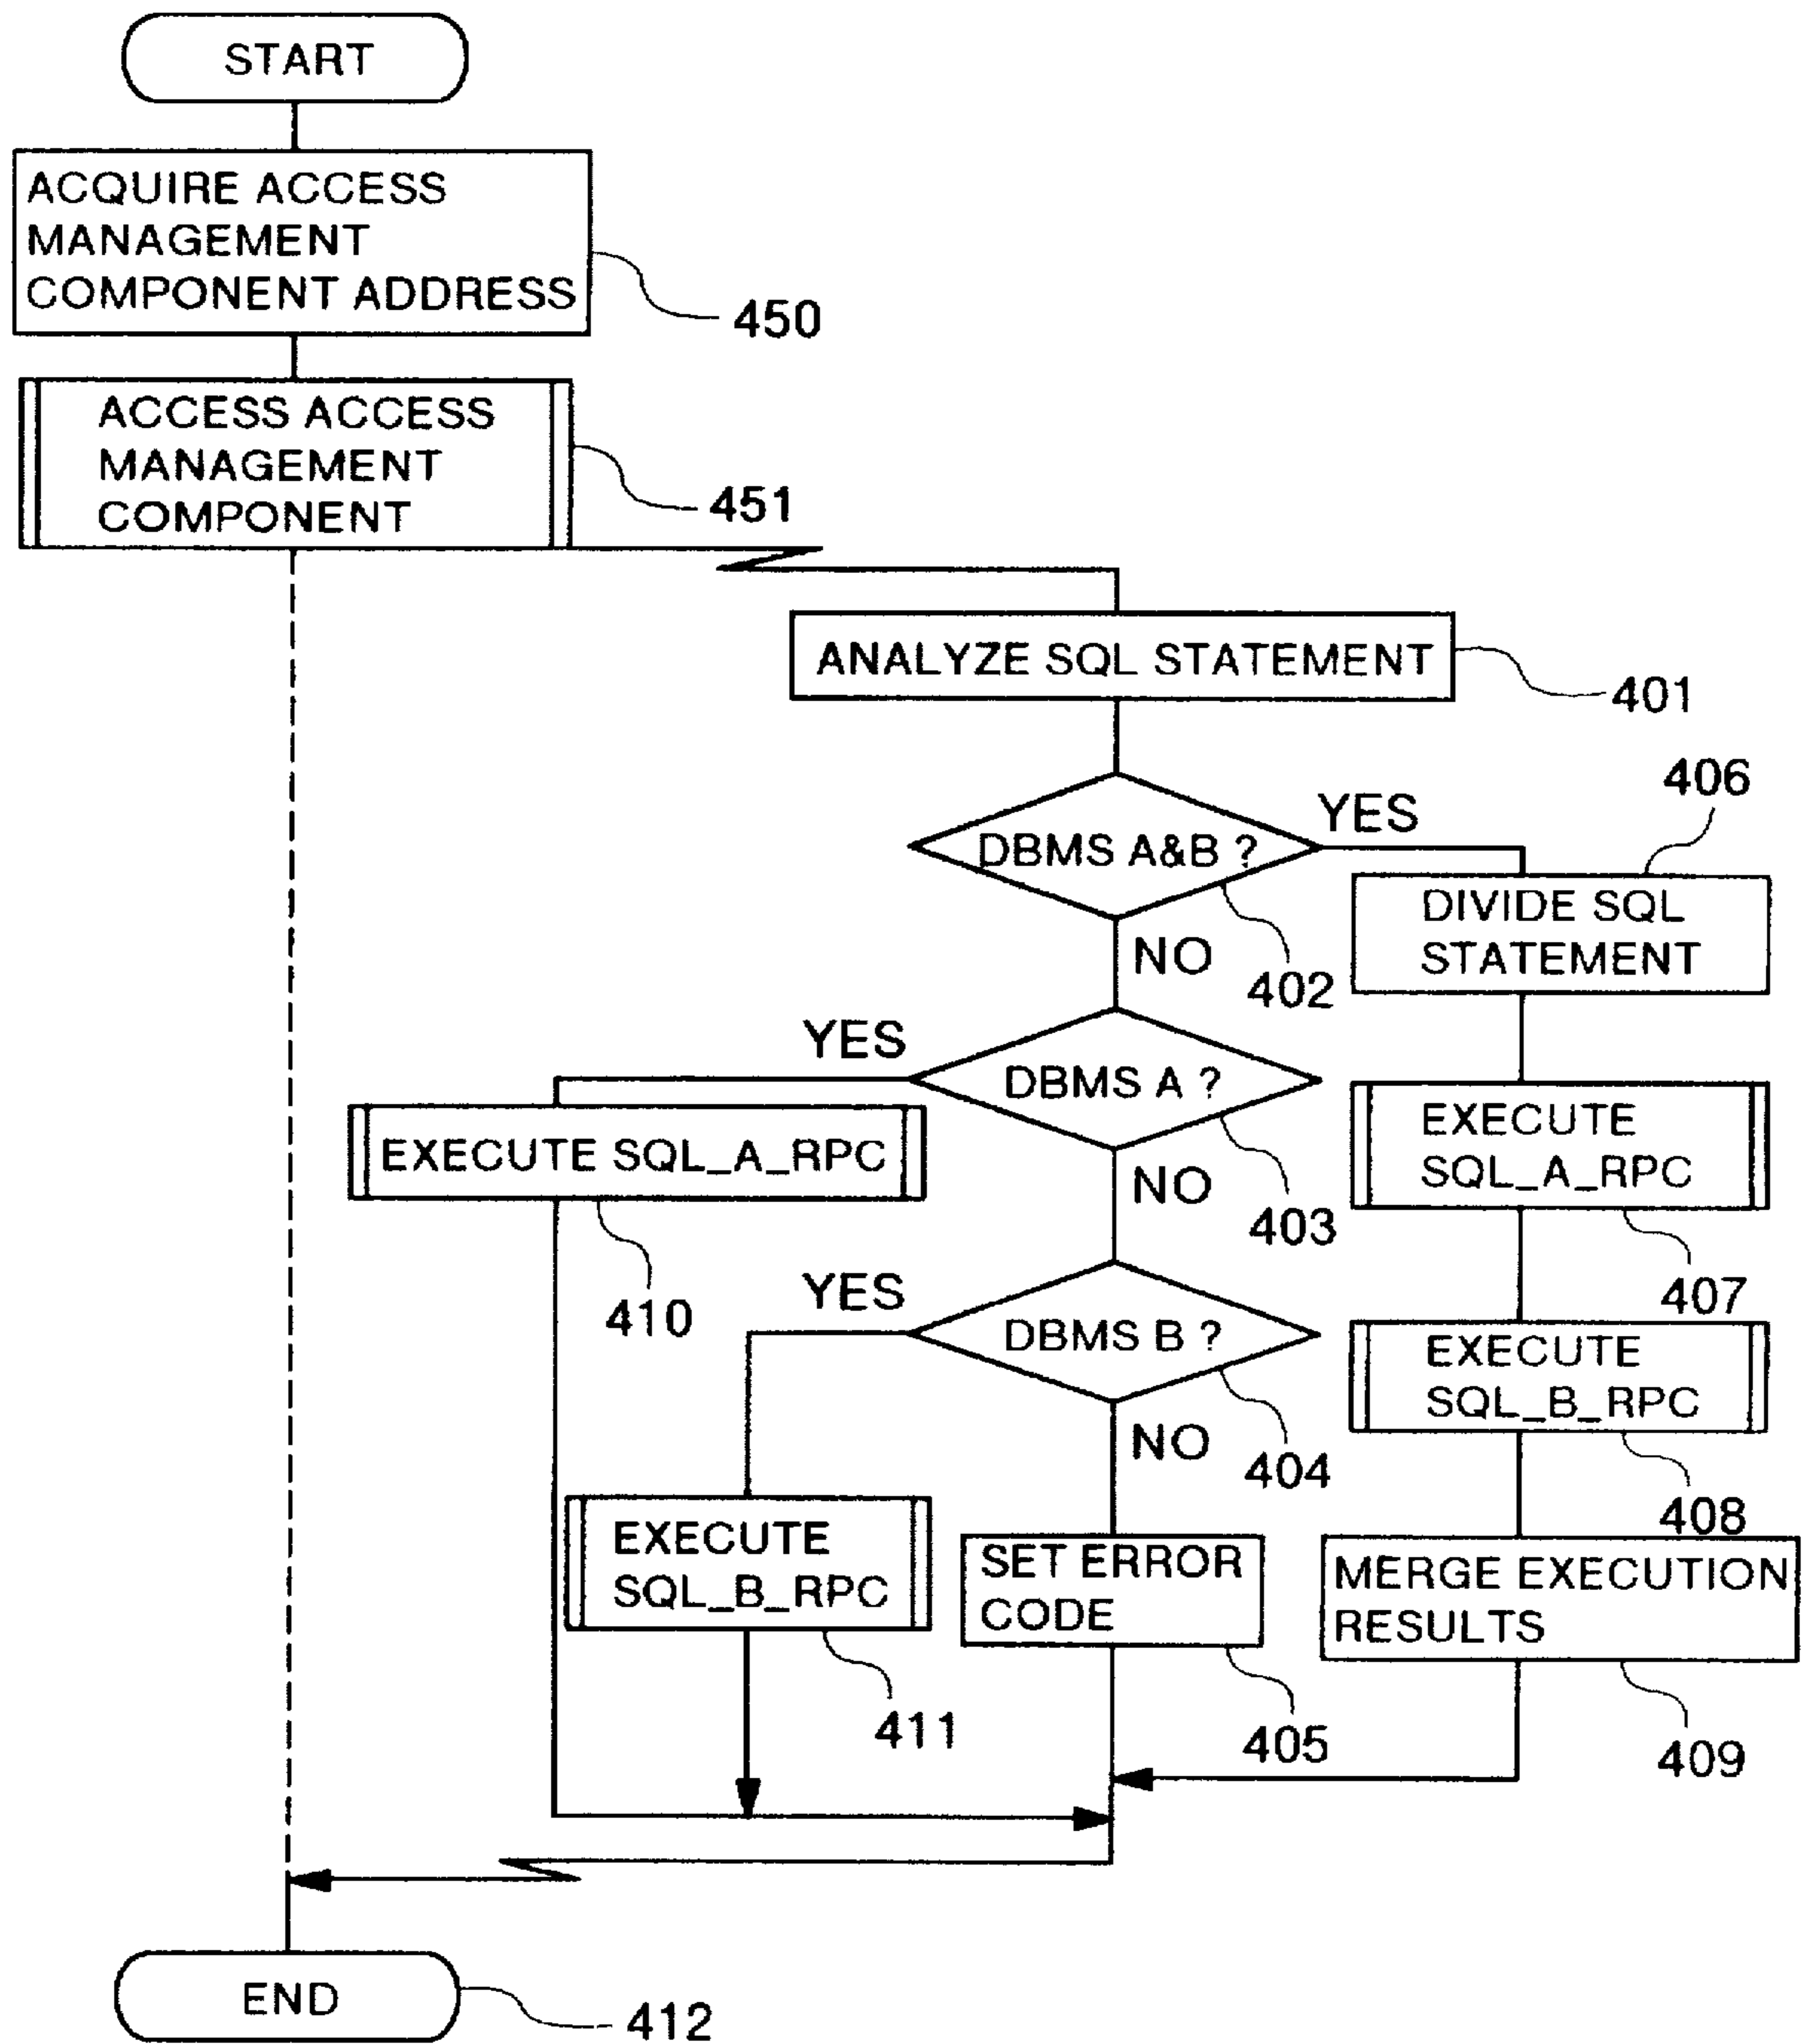 START
ACQUIRE ACCESS
MANAGEMENT
COMPONENT ADDRESS
450
ACCESS ACCESS
MANAGEMENT
COMPONENT
451
ANALYZE SQL STATEMENT
401
406
DBMS A&B ?
YES
402
NO
DIVIDE SQL
STATEMENT
DBMS A ?
YES
403
NO
EXECUTE SQL_A_RPC
410
EXECUTE
SQL_A_RPC
407
DBMS B ?
YES
404
NO
EXECUTE
SQL_B_RPC
408
EXECUTE
SQL_B_RPC
411
SET ERROR
CODE
405
MERGE EXECUTION
RESULTS
409
END
412